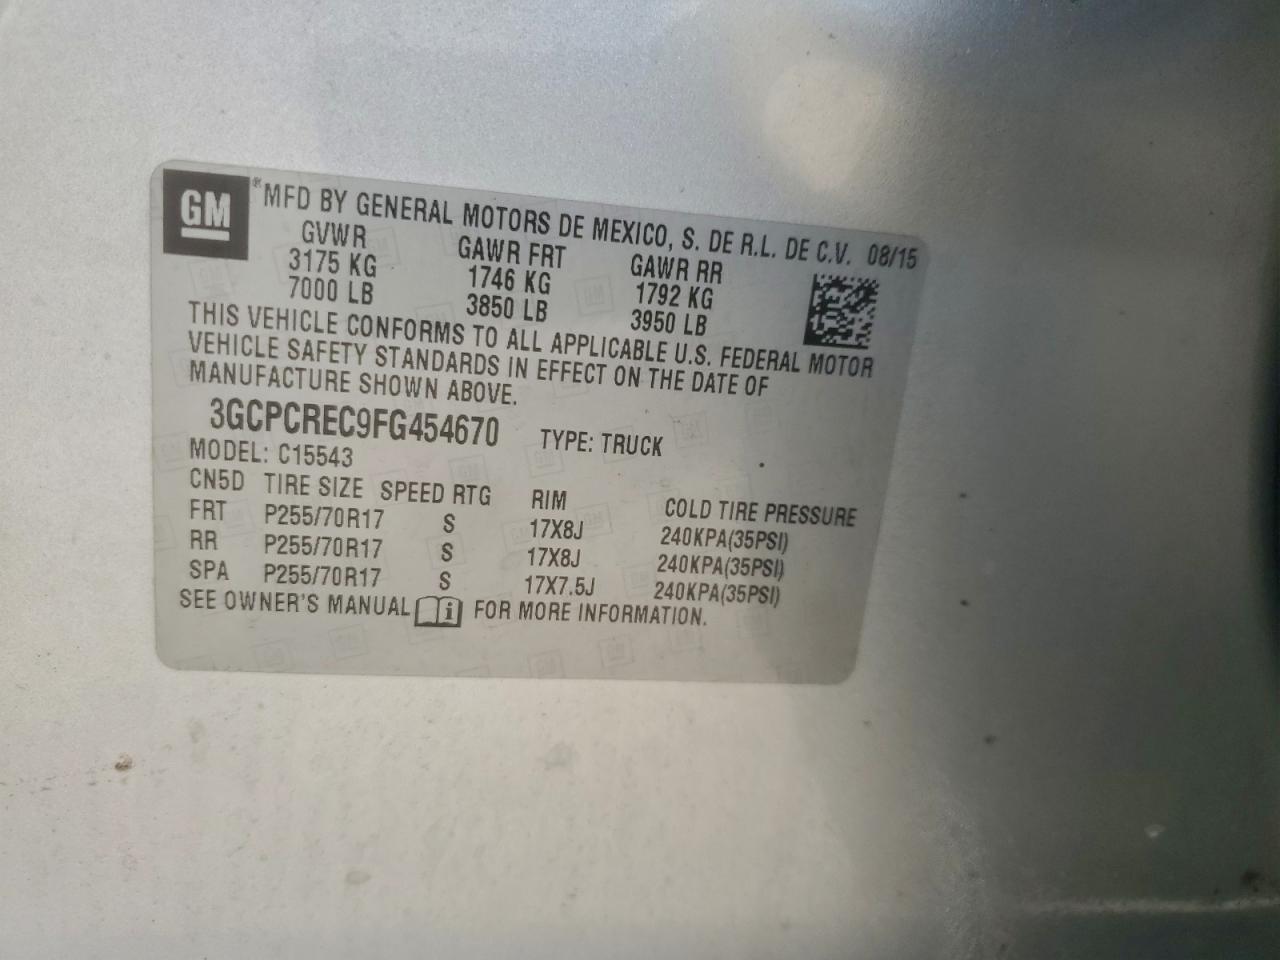 GM ® MFD BY GENERAL MOTORS DE MEXICO, S. DE R.L. DE C.V. 08/15
GVWR GAWR FRT GAWR RR
3175 KG 1746 KG 1792 KG
7000 LB 3850 LB 3950 LB
THIS VEHICLE CONFORMS TO ALL APPLICABLE U.S. FEDERAL MOTOR
VEHICLE SAFETY STANDARDS IN EFFECT ON THE DATE OF
MANUFACTURE SHOWN ABOVE.
3GCPCREC9FG454670 TYPE: TRUCK
MODEL: C15543
CN5D TIRE SIZE SPEED RTG RIM COLD TIRE PRESSURE
FRT P255/70R17 S 17X8J 240KPA(35PSI)
RR P255/70R17 S 17X8J 240KPA(35PSI)
SPA P255/70R17 S 17X7.5J 240KPA(35PSI)
SEE OWNER'S MANUAL i FOR MORE INFORMATION.